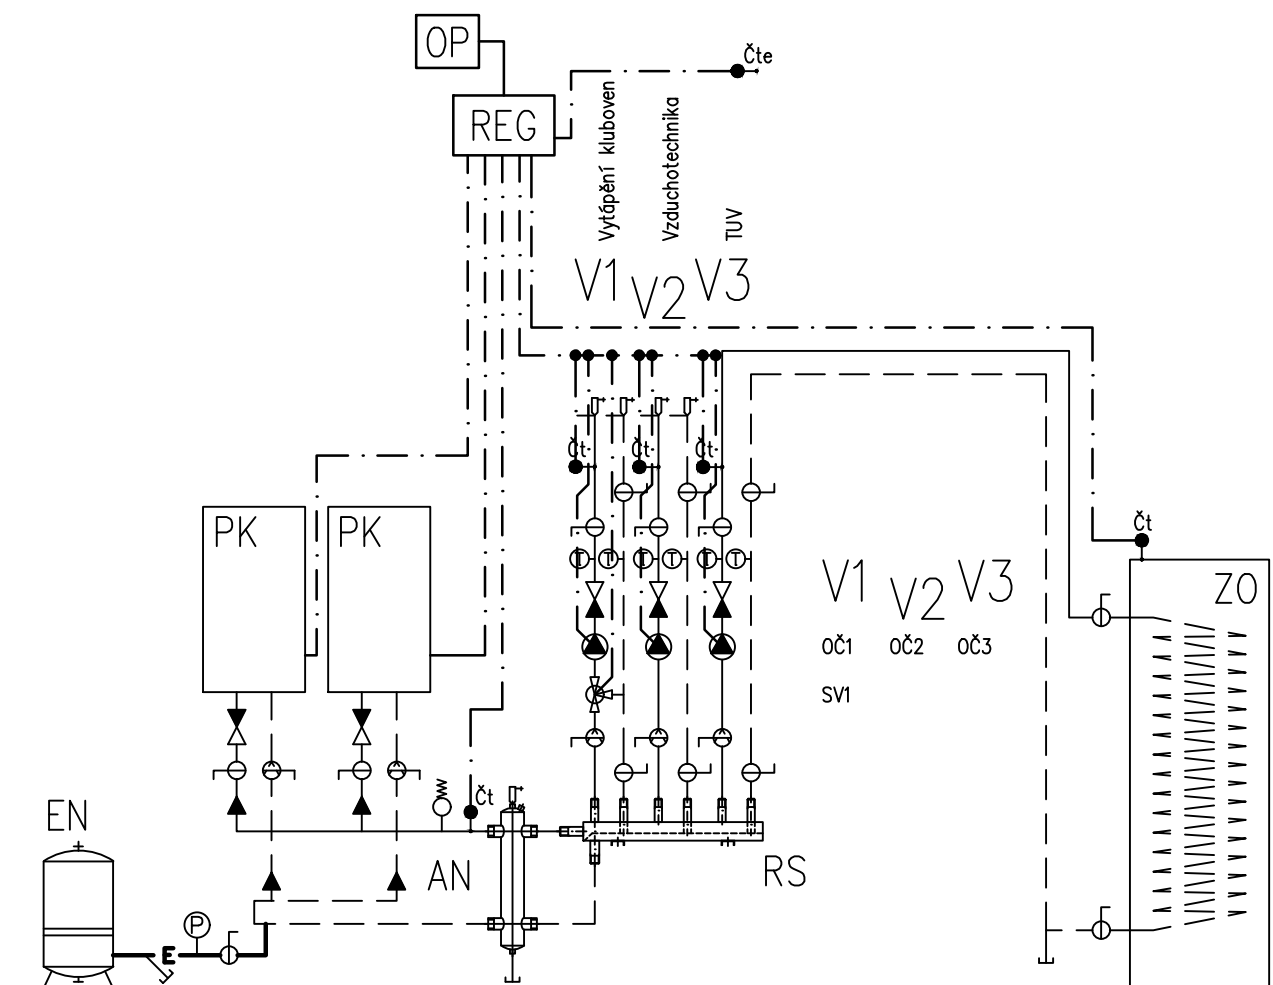 OP
Čte
REG
Vytápění kluboven
Vzduchotechnika
TUV
V1
V2
V3
Čt
Čt
Čt
Čt
PK
PK
T
T
T
T
T
T
V1
V2
V3
ZO
OČ1
OČ2
OČ3
SV1
Čt
EN
AN
RS
P
E